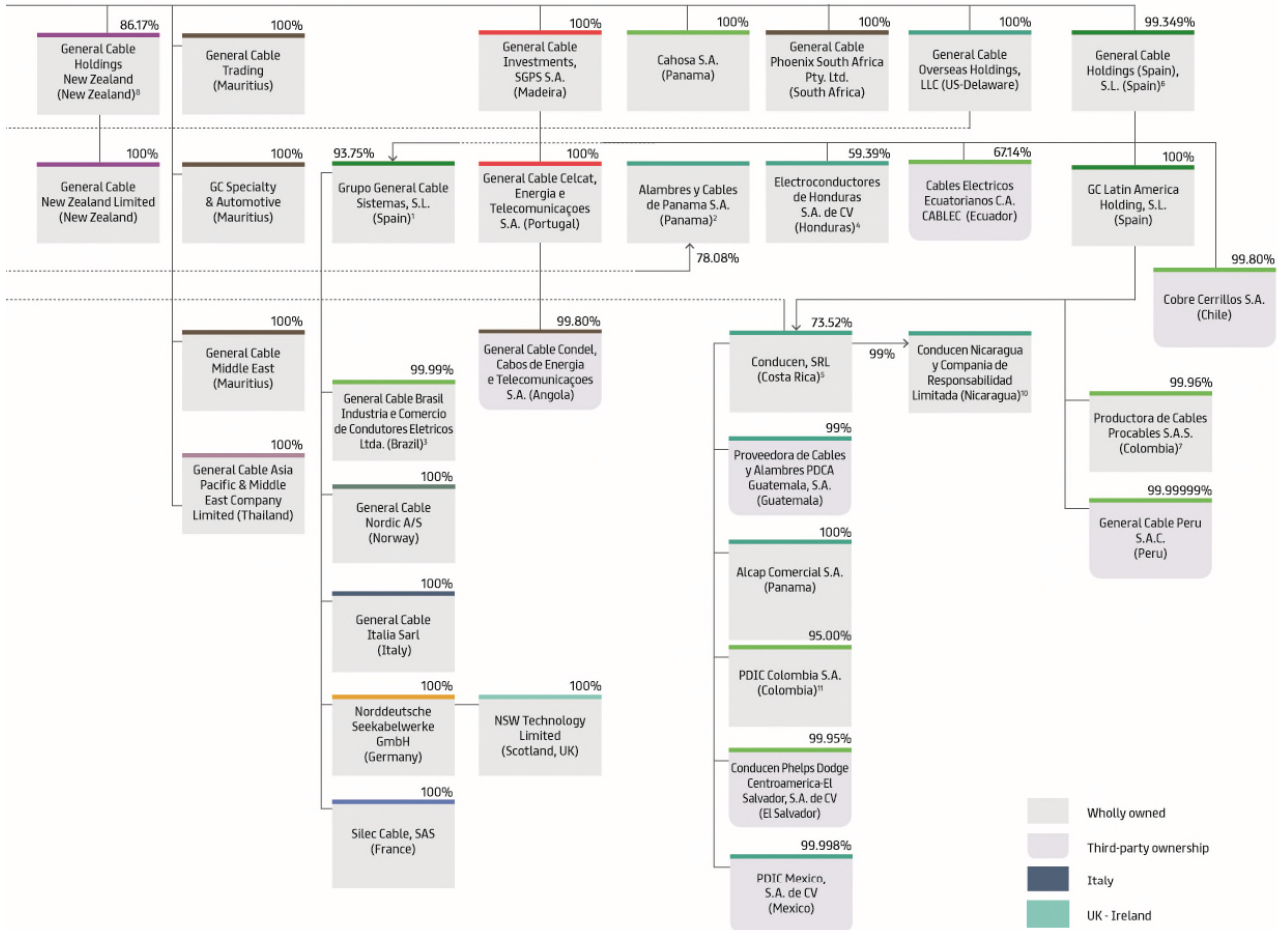 86.17%
General Cable
Holdings
New Zealand
(New Zealand)⁸
100%
General Cable
Trading
(Mauritius)
100%
General Cable
Investments,
SGPS S.A.
(Madeira)
100%
Cahosa S.A.
(Panama)
100%
General Cable
Phoenix South Africa
Pty. Ltd.
(South Africa)
100%
General Cable
Overseas Holdings,
LLC (US-Delaware)
99.349%
General Cable
Holdings (Spain),
S.L. (Spain)⁶
100%
General Cable
New Zealand Limited
(New Zealand)
100%
GC Specialty
& Automotive
(Mauritius)
93.75%
Grupo General Cable
Sistemas, S.L.
(Spain)¹
100%
General Cable Celcat,
Energia e
Telecomunicaçoes
S.A. (Portugal)
Alambres y Cables
de Panama S.A.
(Panama)²
78.08%
59.39%
Electroconductores
de Honduras
S.A. de CV
(Honduras)⁴
67.14%
Cables Electricos
Ecuatorianos C.A.
CABLEC (Ecuador)
100%
GC Latin America
Holding, S.L.
(Spain)
99.80%
Cobre Cerrillos S.A.
(Chile)
100%
General Cable
Middle East
(Mauritius)
99.99%
General Cable Brasil
Industria e Comercio
de Condutores Eletricos
Ltda. (Brazil)³
99.80%
General Cable Condel,
Cabos de Energia
e Telecomunicaçoes
S.A. (Angola)
73.52%
Conducen, SRL
(Costa Rica)⁵
99%
Conducen Nicaragua
y Compania de
Responsabilidad
Limitada (Nicaragua)¹⁰
99.96%
Productora de Cables
Procables S.A.S.
(Colombia)⁷
100%
General Cable Asia
Pacific & Middle
East Company
Limited (Thailand)
100%
General Cable
Nordic A/S
(Norway)
99%
Proveedora de Cables
y Alambres PDCA
Guatemala, S.A.
(Guatemala)
99.99999%
General Cable Peru
S.A.C.
(Peru)
100%
General Cable
Italia Sarl
(Italy)
100%
Alcap Comercial S.A.
(Panama)
100%
Norddeutsche
Seekabelwerke
GmbH
(Germany)
100%
NSW Technology
Limited
(Scotland, UK)
95.00%
PDIC Colombia S.A.
(Colombia)¹¹
100%
Silec Cable, SAS
(France)
99.95%
Conducen Phelps Dodge
Centroamerica-El
Salvador, S.A. de CV
(El Salvador)
99.998%
PDIC Mexico,
S.A. de CV
(Mexico)
Wholly owned
Third-party ownership
Italy
UK - Ireland